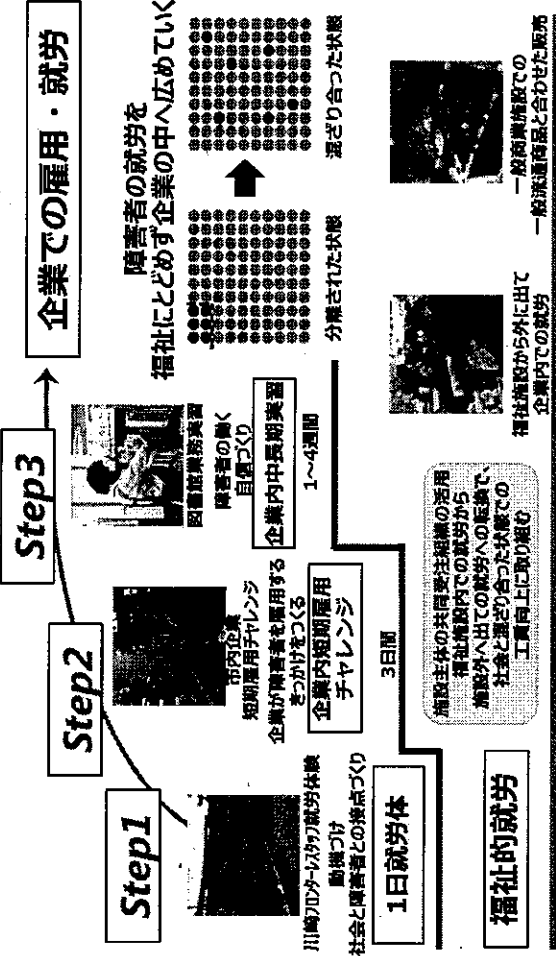 Step1
川崎フロンターレスタッフ就労体験
動機づけ
社会と障害者との接点づくり
1日就労体
Step2
市内企業
短期雇用チャレンジ
企業が障害者を雇用する
きっかけをつくる
企業内短期雇用
チャレンジ
3日間
Step3
図書館業務実習
障害者の働く
自信づくり
企業内中長期実習
1~4週間
企業での雇用・就労
障害者の就労を
福祉にとどめず企業の中へ広めていく
分離された状態
混ざり合った状態
福祉的就労
施設主体の共同受注組織の活用
福祉施設内での就労から
施設外へ出ての就労への転換で、
社会と混ざり合った状態での
工賃向上に取り組む
福祉施設から外に出て
企業内での就労
一般商業施設での
一般流通商品と合わせた販売